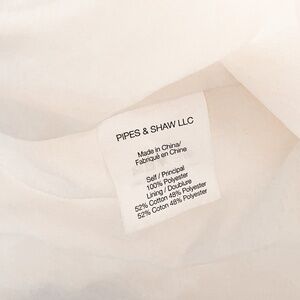 PIPES & SHAW LLC
Made in China/
Fabriqué en Chine
Self / Principal
100% Polyester
Lining / Doublure
52% Cotton 48% Polyester
52% Coton 48% Polyester